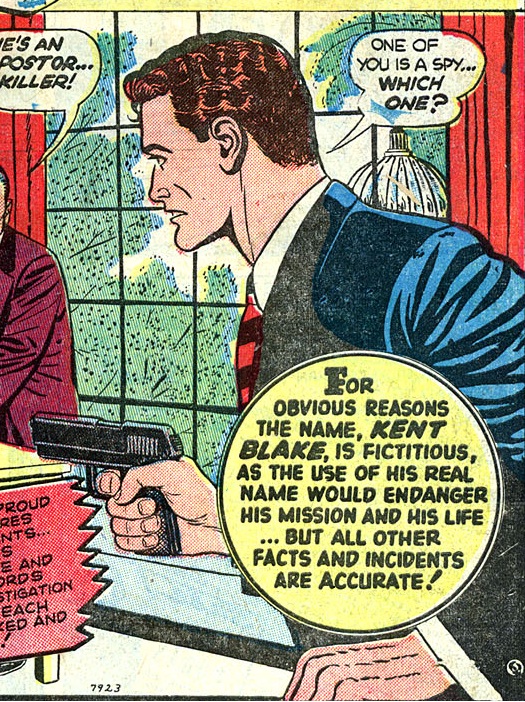 E'S AN
POSTOR...
KILLER!
ONE OF
YOU IS A SPY...
WHICH
ONE?
FOR
OBVIOUS REASONS
THE NAME, KENT
BLAKE, IS FICTITIOUS,
AS THE USE OF HIS REAL
NAME WOULD ENDANGER
HIS MISSION AND HIS LIFE
... BUT ALL OTHER
FACTS AND INCIDENTS
ARE ACCURATE!
PROUD
RES
NTS...
S
E AND
ORDS
STIGATION
EACH
KED AND
!
7923